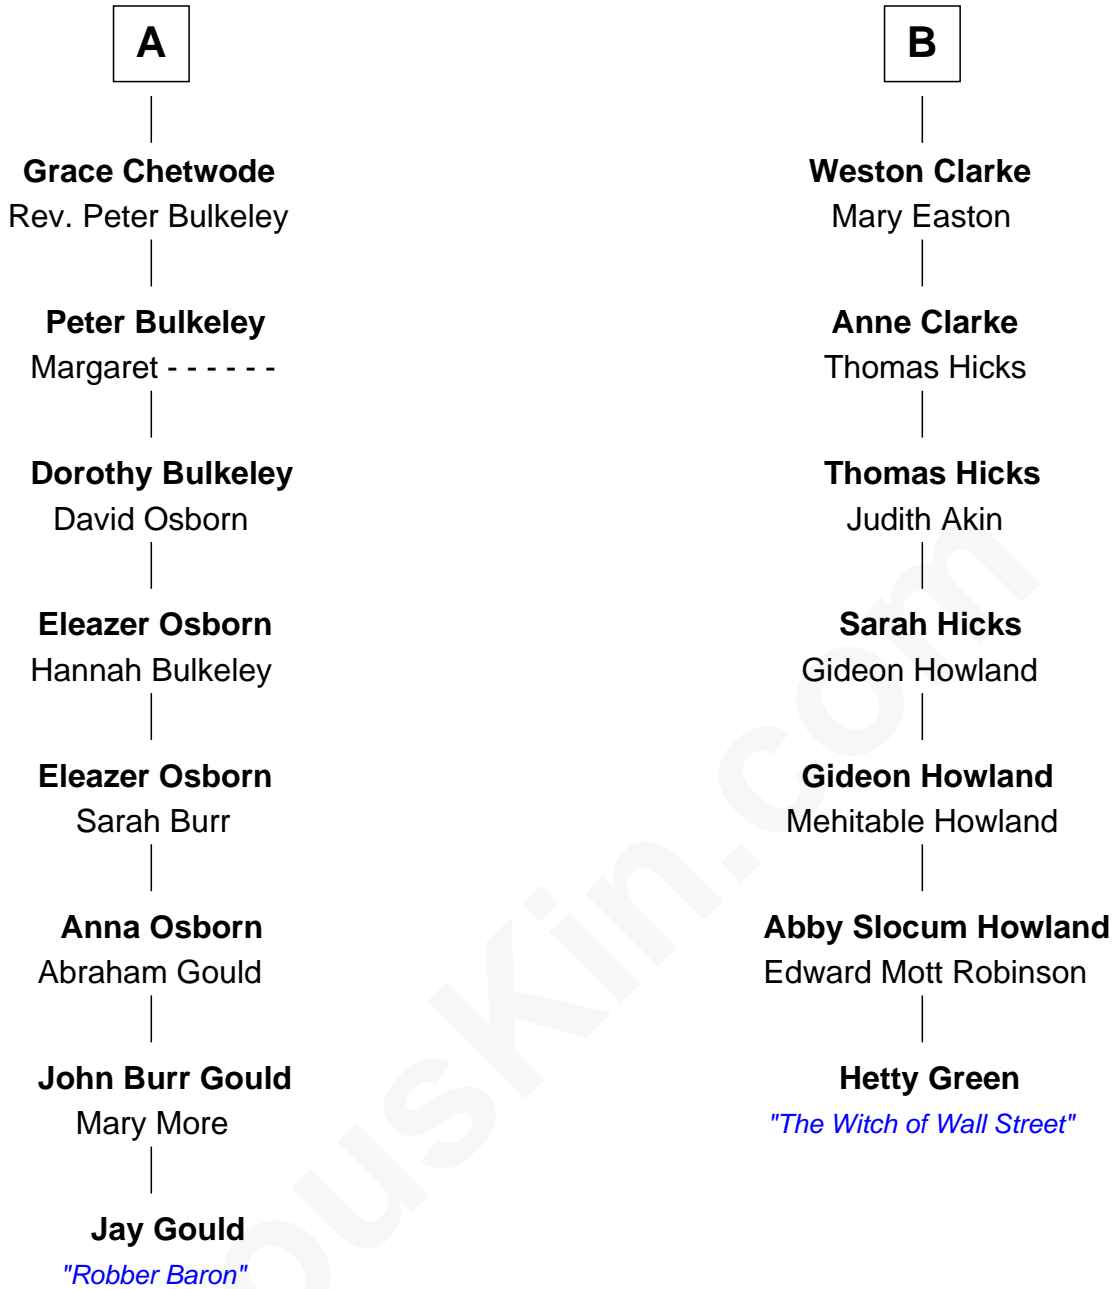 A
Grace Chetwode
Rev. Peter Bulkeley
Peter Bulkeley
Margaret - - - - - -
Dorothy Bulkeley
David Osborn
Eleazer Osborn
Hannah Bulkeley
Eleazer Osborn
Sarah Burr
Anna Osborn
Abraham Gould
John Burr Gould
Mary More
Jay Gould
"Robber Baron"
B
Weston Clarke
Mary Easton
Anne Clarke
Thomas Hicks
Thomas Hicks
Judith Akin
Sarah Hicks
Gideon Howland
Gideon Howland
Mehitable Howland
Abby Slocum Howland
Edward Mott Robinson
Hetty Green
"The Witch of Wall Street"
ousKin.com